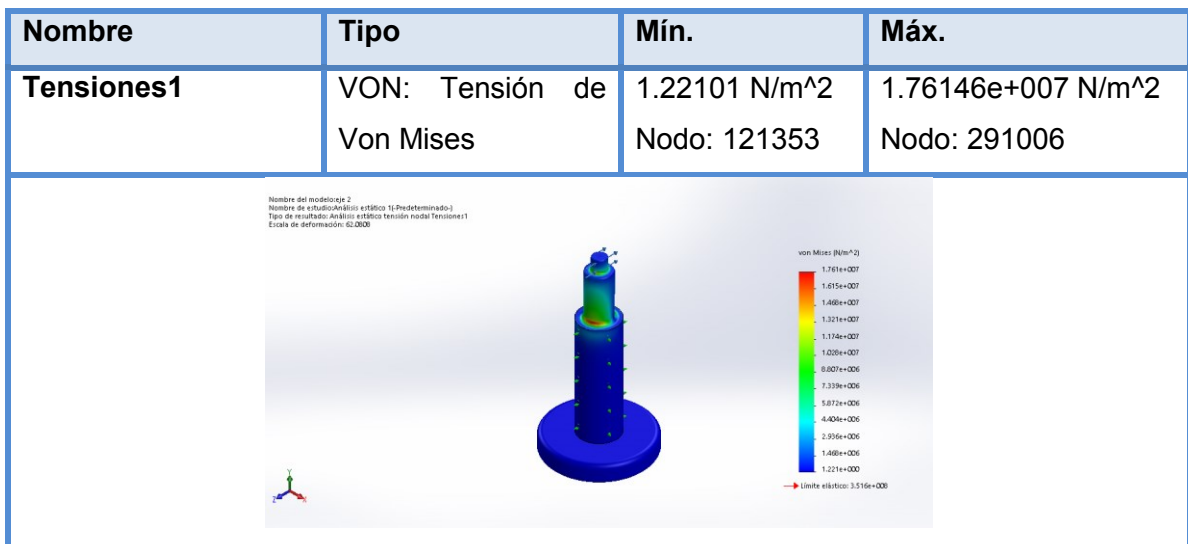 Nombre Tipo Mín. Máx.
Tensiones1 VON: Tensión de 1.22101 N/m^2 1.76146e+007 N/m^2
Von Mises Nodo: 121353 Nodo: 291006
Nombre del modelo:eje 2
Nombre de estudio:Análisis estático 1(-Predeterminado-)
Tipo de resultado: Análisis estático tensión nodal Tensiones1
Escala de deformación: 62.0808
von Mises (N/m^2)
1.761e+007
1.615e+007
1.468e+007
1.321e+007
1.174e+007
1.028e+007
8.807e+006
7.339e+006
5.872e+006
4.404e+006
2.936e+006
1.468e+006
1.221e+000
Límite elástico: 3.516e+008
Y
Z X